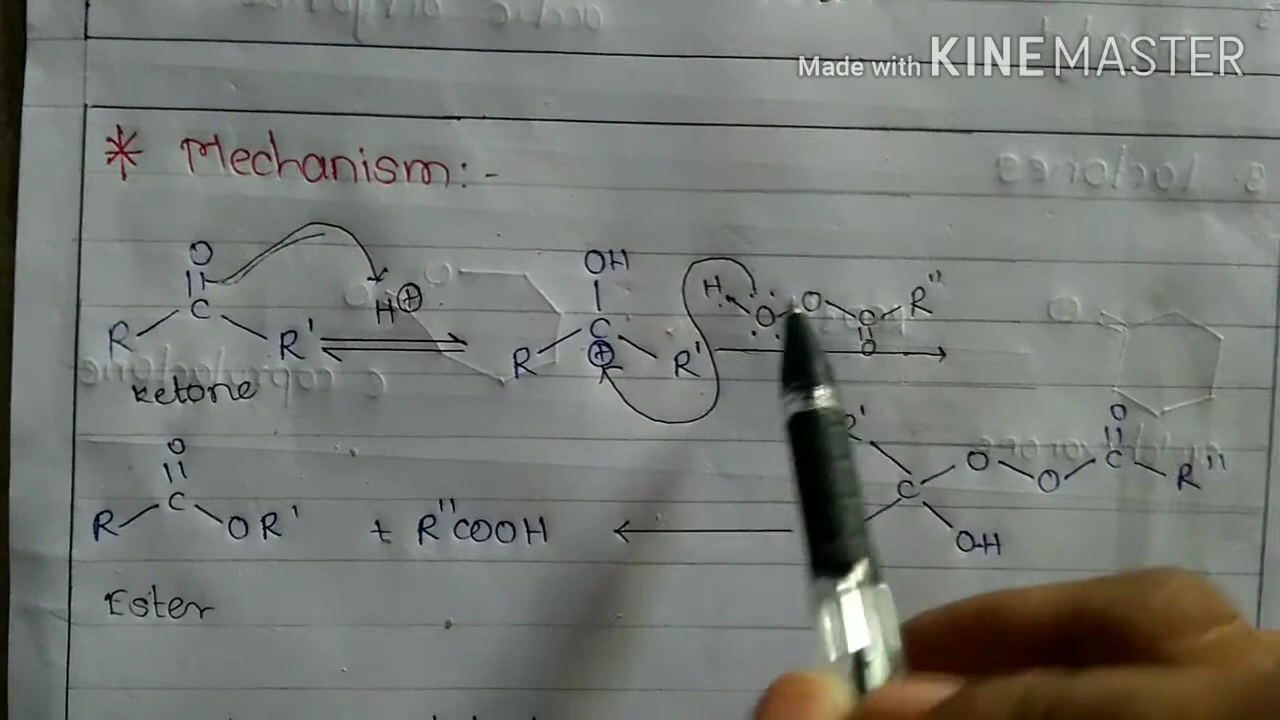 Made with KINEMASTER
* Mechanism:-
O
C
R R'
H⊕
ketone
OH
C
⊕
R R'
H O O C R"
O
O
C
R OR' + R"COOH
Ester
R' C O O C R"
O
OH